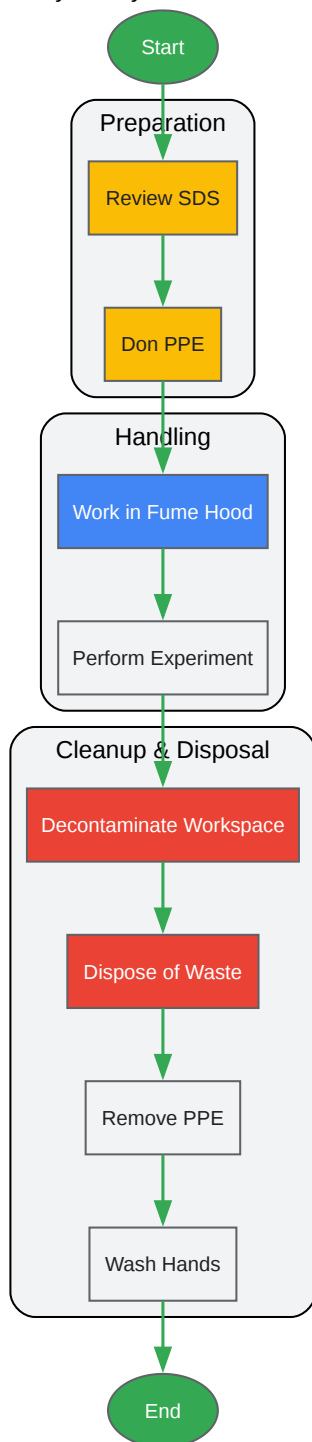 Start
Preparation
Review SDS
Don PPE
Handling
Work in Fume Hood
Perform Experiment
Cleanup & Disposal
Decontaminate Workspace
Dispose of Waste
Remove PPE
Wash Hands
End